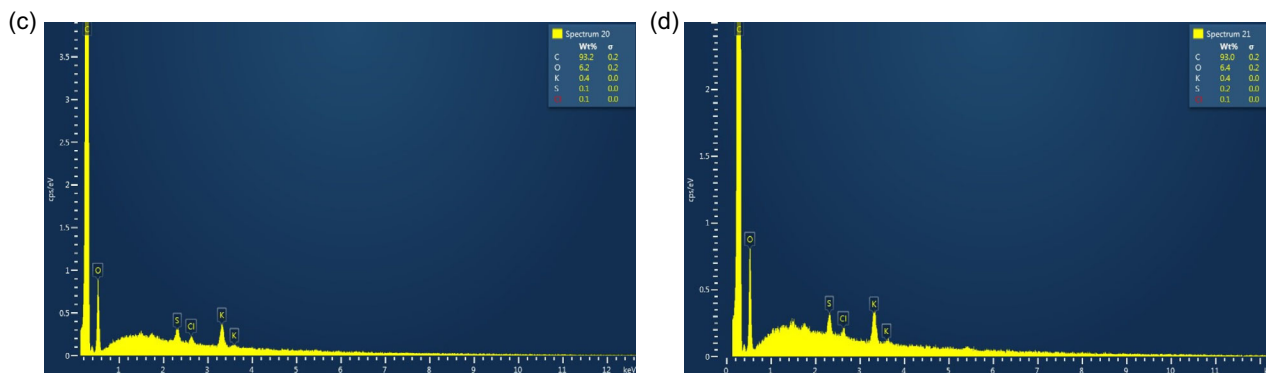 (c)
Spectrum 20
Wt% σ
C 93.2 0.2
O 6.2 0.2
K 0.4 0.0
S 0.1 0.0
0.1 0.0
cps/eV
3.5
3
2.5
2
1.5
1
0.5
0
C
O
S
Cl
K
K
1 2 3 4 5 6 7 8 9 10 11 12 keV
(d)
Spectrum 21
Wt% σ
C 93.0 0.2
O 6.4 0.2
K 0.4 0.0
S 0.2 0.0
0.1 0.0
cps/eV
2
1.5
1
0.5
0
C
O
S
Cl
K
K
0 1 2 3 4 5 6 7 8 9 10 11